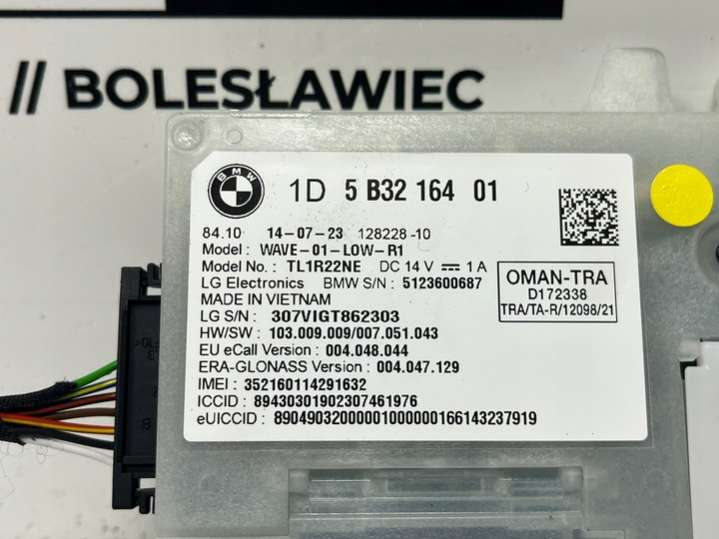 // BOLESŁAWIEC
BMW
1D 5 B32 164 01
84.10 14-07-23 128228-10
Model: WAVE-01-LOW-R1
Model No.: TL1R22NE DC 14 V 1 A
LG Electronics BMW S/N: 5123600687
MADE IN VIETNAM
LG S/N: 307VIGT862303
HW/SW: 103.009.009/007.051.043
EU eCall Version: 004.048.044
ERA-GLONASS Version: 004.047.129
IMEI: 352160114291632
ICCID: 89430301902307461976
eUICCID: 89049032000001000000166143237919
OMAN-TRA
D172338
TRA/TA-R/12098/21